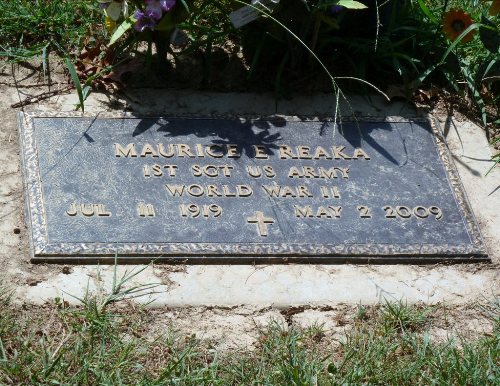 MAURICE E REAKA
1ST SGT US ARMY
WORLD WAR II
JUL 11 1919 MAY 2 2009